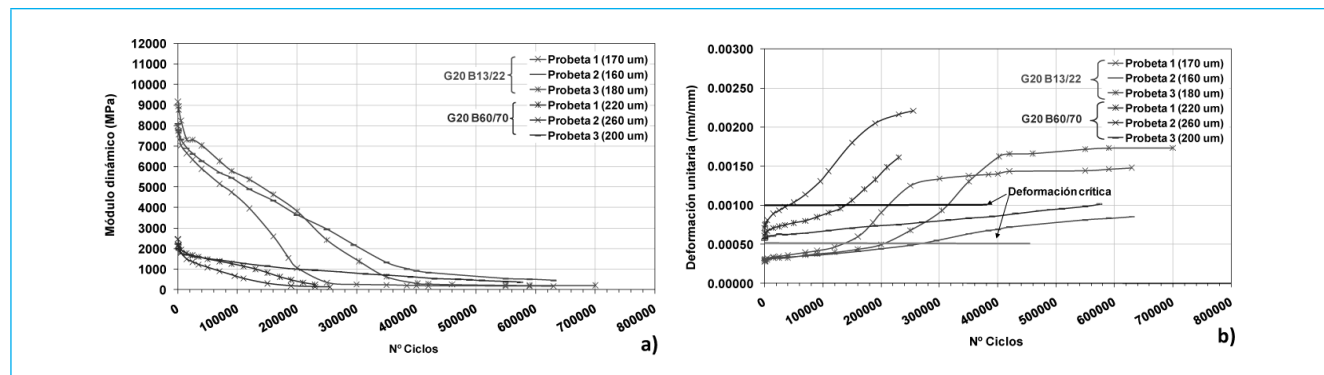 12000
11000
10000
9000
8000
7000
6000
5000
4000
3000
2000
1000
0
Módulo dinámico (MPa)
G20 B13/22
Probeta 1 (170 um)
Probeta 2 (160 um)
Probeta 3 (180 um)
G20 B60/70
Probeta 1 (220 um)
Probeta 2 (260 um)
Probeta 3 (200 um)
0
100000
200000
300000
400000
500000
600000
700000
800000
Nº Ciclos
a)
0.00300
0.00250
0.00200
0.00150
0.00100
0.00050
0.00000
Deformación unitaria (mm/mm)
G20 B13/22
Probeta 1 (170 um)
Probeta 2 (160 um)
Probeta 3 (180 um)
G20 B60/70
Probeta 1 (220 um)
Probeta 2 (260 um)
Probeta 3 (200 um)
Deformación crítica
0
100000
200000
300000
400000
500000
600000
700000
800000
Nº Ciclos
b)